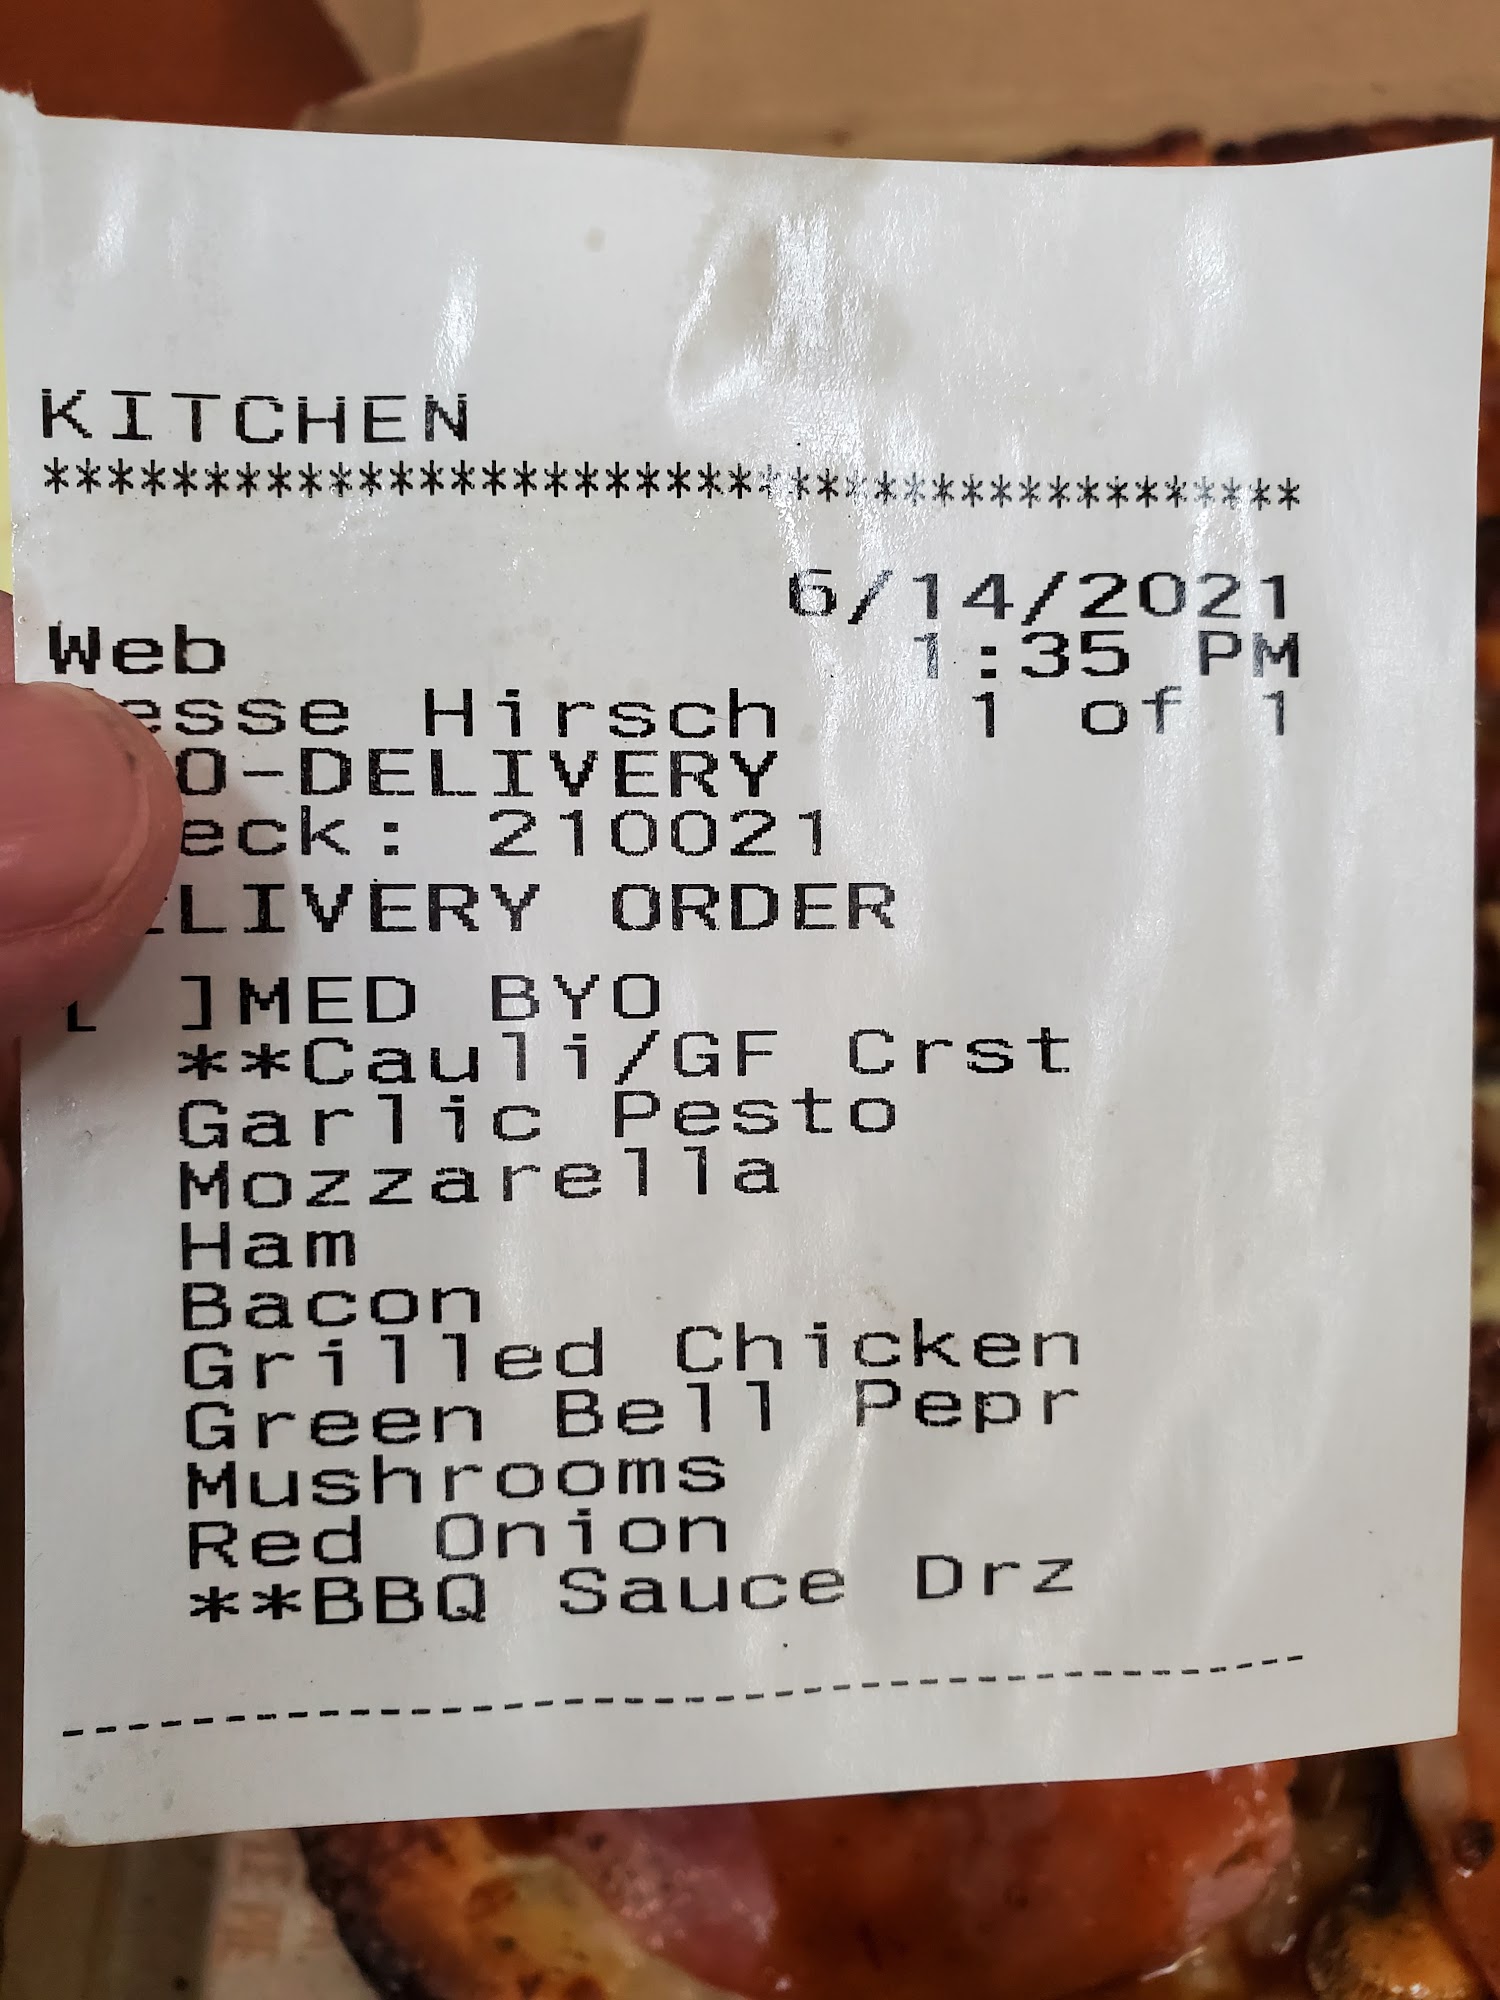 KITCHEN
****************************************
6/14/2021
Web 1:35 PM
esse Hirsch 1 of 1
O-DELIVERY
eck: 210021
LIVERY ORDER
[ ]MED BYO
**Cauli/GF Crst
Garlic Pesto
Mozzarella
Ham
Bacon
Grilled Chicken
Green Bell Pepr
Mushrooms
Red Onion
**BBQ Sauce Drz
----------------------------------------